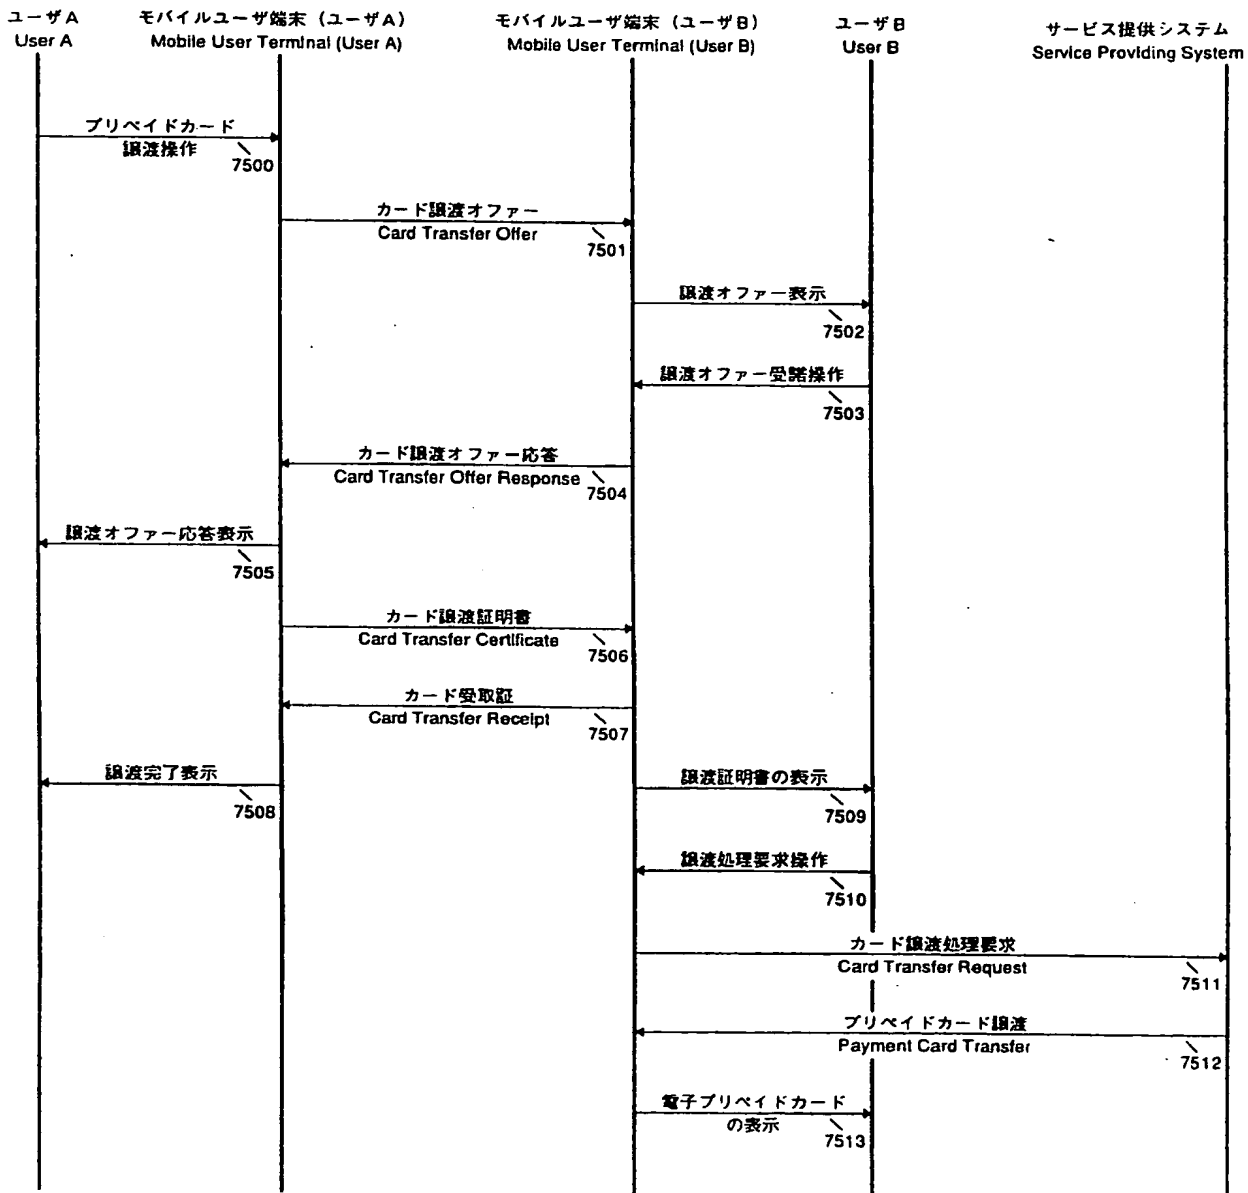 ユーザA
User A
モバイルユーザ端末（ユーザA）
Mobile User Terminal (User A)
モバイルユーザ端末（ユーザB）
Mobile User Terminal (User B)
ユーザB
User B
サービス提供システム
Service Providing System
プリペイドカード
譲渡操作
7500
カード譲渡オファー
Card Transfer Offer
7501
譲渡オファー表示
7502
譲渡オファー受諾操作
7503
カード譲渡オファー応答
Card Transfer Offer Response
7504
譲渡オファー応答表示
7505
カード譲渡証明書
Card Transfer Certificate
7506
カード受取証
Card Transfer Receipt
7507
譲渡完了表示
7508
譲渡証明書の表示
7509
譲渡処理要求操作
7510
カード譲渡処理要求
Card Transfer Request
7511
プリペイドカード譲渡
Payment Card Transfer
7512
電子プリペイドカード
の表示
7513